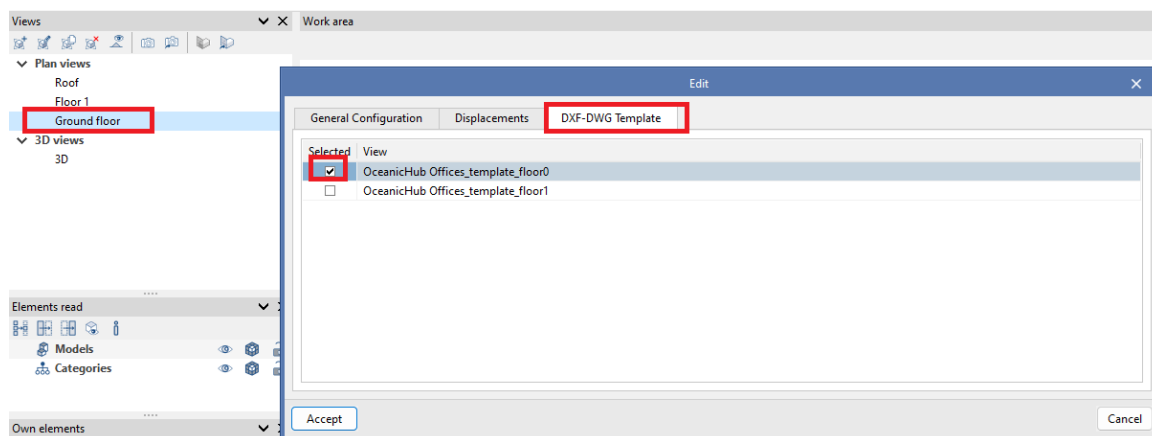 Views
Work area
Plan views
Roof
Floor 1
Ground floor
3D views
3D
Edit
General Configuration
Displacements
DXF-DWG Template
Selected View
OceanicHub Offices_template_floor0
OceanicHub Offices_template_floor1
Elements read
Models
Categories
Own elements
Accept
Cancel